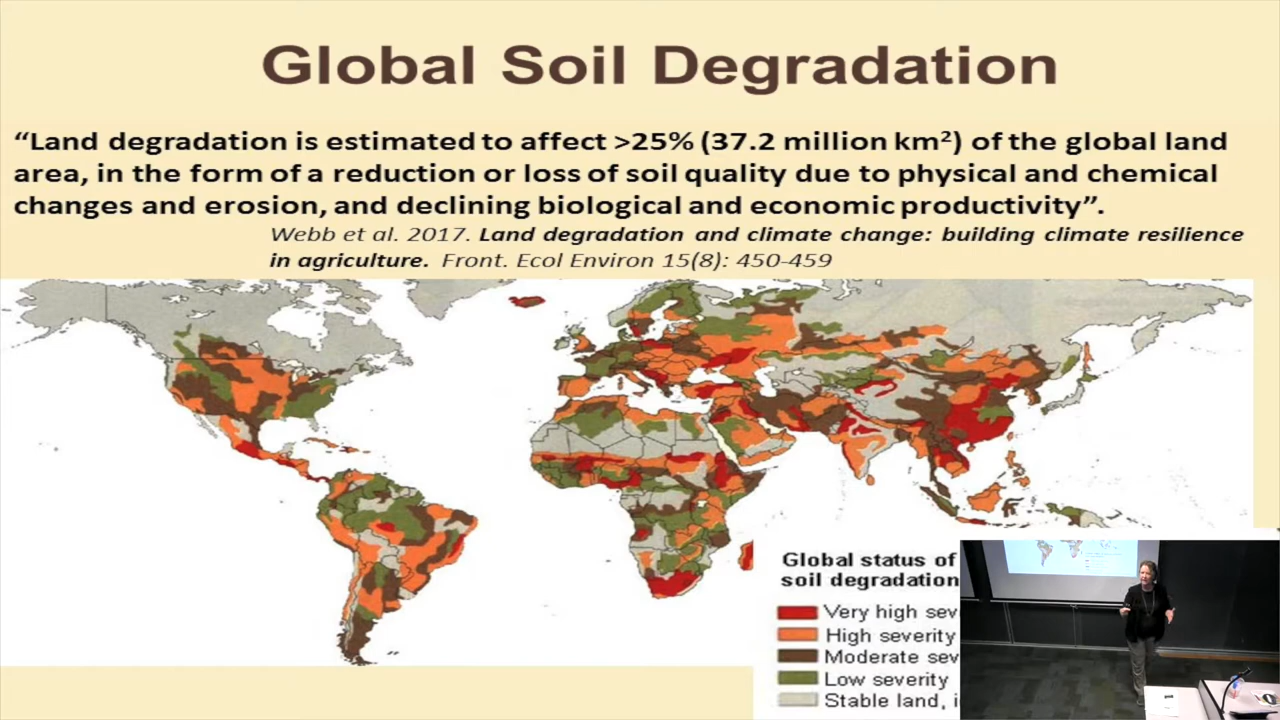 Global Soil Degradation
“Land degradation is estimated to affect >25% (37.2 million km²) of the global land
area, in the form of a reduction or loss of soil quality due to physical and chemical
changes and erosion, and declining biological and economic productivity”.
Webb et al. 2017. Land degradation and climate change: building climate resilience
in agriculture. Front. Ecol Environ 15(8): 450-459
Global status of
soil degradation
Very high sev
High severity
Moderate sev
Low severity
Stable land, i